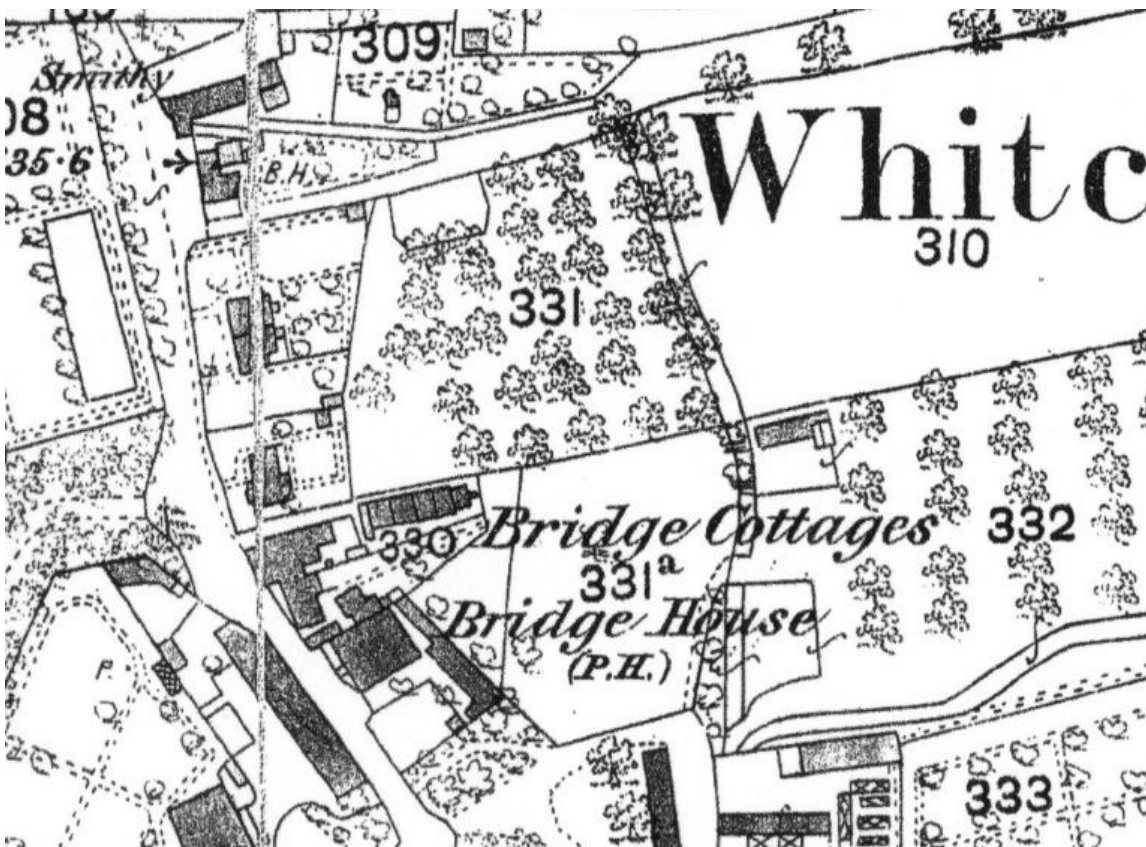 309
Smithy
08
35·6
B.H.
Whitc
310
331
Bridge Cottages
330
332
331a
Bridge House
(P.H.)
P
333